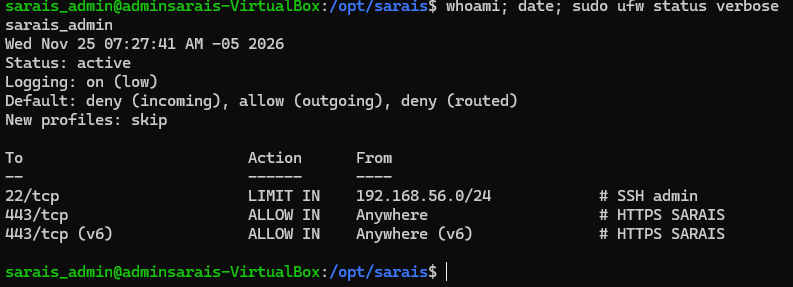 sarais_admin@adminsarais-VirtualBox:/opt/sarais$ whoami; date; sudo ufw status verbose
sarais_admin
Wed Nov 25 07:27:41 AM -05 2026
Status: active
Logging: on (low)
Default: deny (incoming), allow (outgoing), deny (routed)
New profiles: skip

To                         Action      From
--                         ------      ----
22/tcp                     LIMIT IN    192.168.56.0/24            # SSH admin
443/tcp                    ALLOW IN    Anywhere                   # HTTPS SARAIS
443/tcp (v6)               ALLOW IN    Anywhere (v6)              # HTTPS SARAIS

sarais_admin@adminsarais-VirtualBox:/opt/sarais$